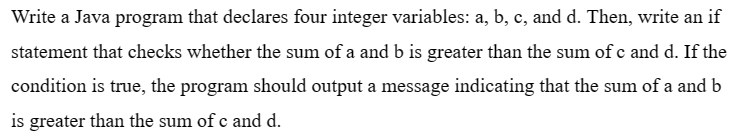 Write a Java program that declares four integer variables: a, b, c, and d. Then, write an if
statement that checks whether the sum of a and b is greater than the sum of c and d. If the
condition is true, the program should output a message indicating that the sum of a and b
is greater than the sum of c and d.